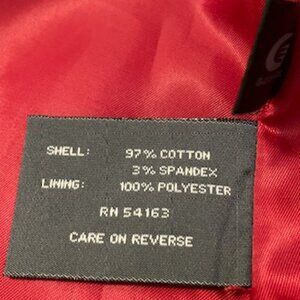 SHELL: 97% COTTON
3% SPANDEX
LINING: 100% POLYESTER
RN 54163
CARE ON REVERSE